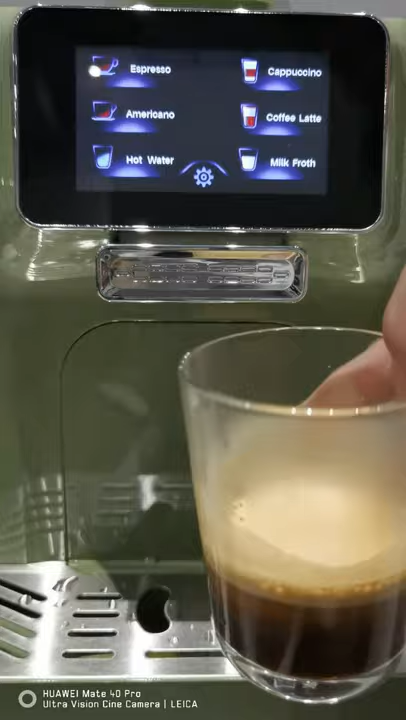 Espresso
Cappuccino
Americano
Coffee Latte
Hot Water
Milk Froth
HUAWEI Mate 40 Pro
Ultra Vision Cine Camera | LEICA